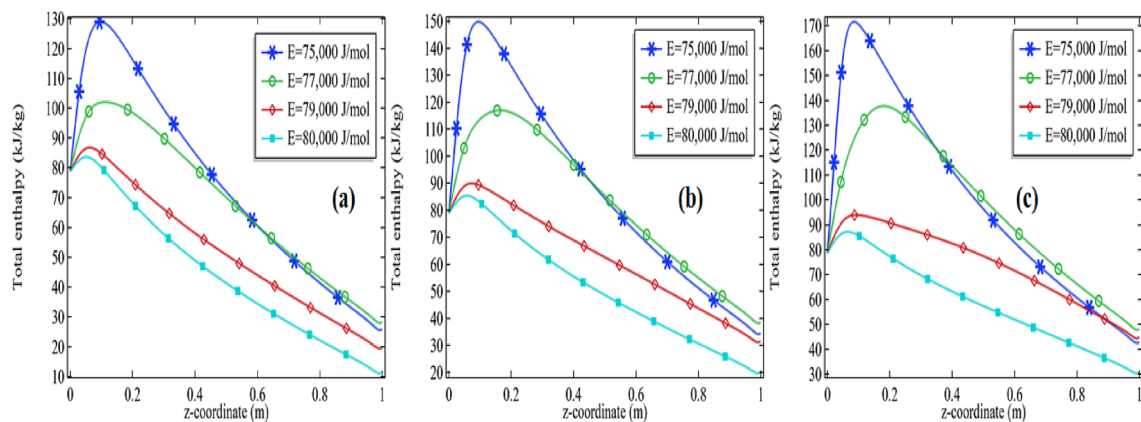 Total enthalpy (kJ/kg)
130
120
110
100
90
80
70
60
50
40
30
20
10
0
0.2
0.4
0.6
0.8
1
z-coordinate (m)
E=75,000 J/mol
E=77,000 J/mol
E=79,000 J/mol
E=80,000 J/mol
(a)
Total enthalpy (kJ/kg)
150
140
130
120
110
100
90
80
70
60
50
40
30
20
0
0.2
0.4
0.6
0.8
1
z-coordinate (m)
E=75,000 J/mol
E=77,000 J/mol
E=79,000 J/mol
E=80,000 J/mol
(b)
Total enthalpy (kJ/kg)
170
160
150
140
130
120
110
100
90
80
70
60
50
40
30
0
0.2
0.4
0.6
0.8
1
z-coordinate (m)
E=75,000 J/mol
E=77,000 J/mol
E=79,000 J/mol
E=80,000 J/mol
(c)